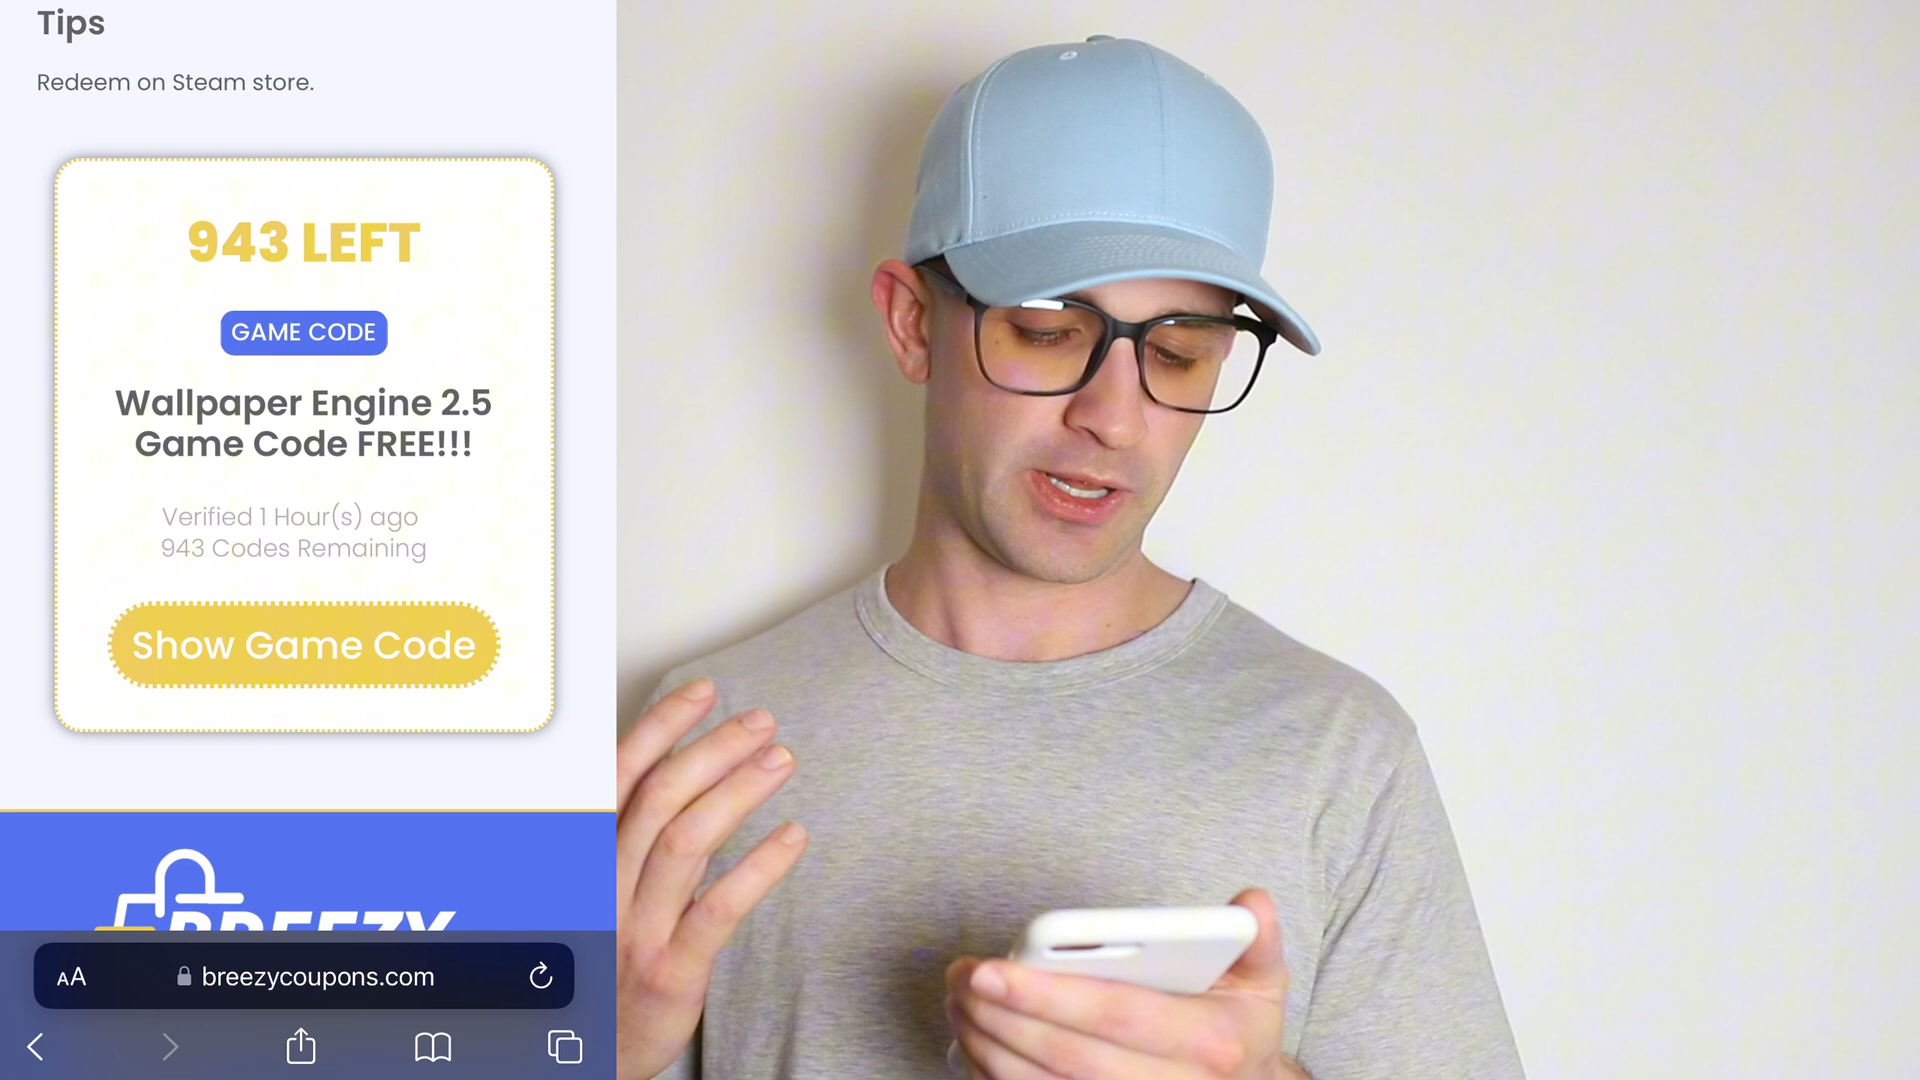 Tips
Redeem on Steam store.
943 LEFT
GAME CODE
Wallpaper Engine 2.5
Game Code FREE!!!
Verified 1 Hour(s) ago
943 Codes Remaining
Show Game Code
BREEZY
AA
breezycoupons.com